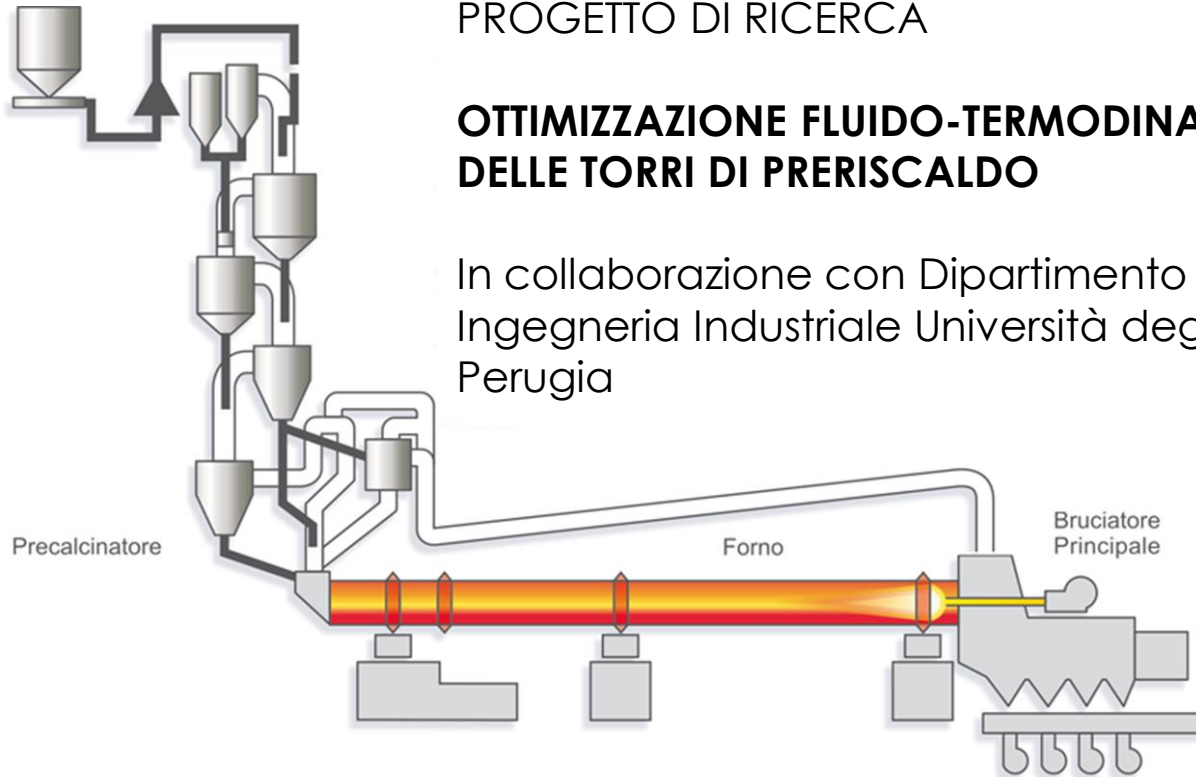 PROGETTO DI RICERCA
OTTIMIZZAZIONE FLUIDO-TERMODINA
DELLE TORRI DI PRERISCALDO
In collaborazione con Dipartimento
Ingegneria Industriale Università deg
Perugia
Precalcinatore
Forno
Bruciatore
Principale